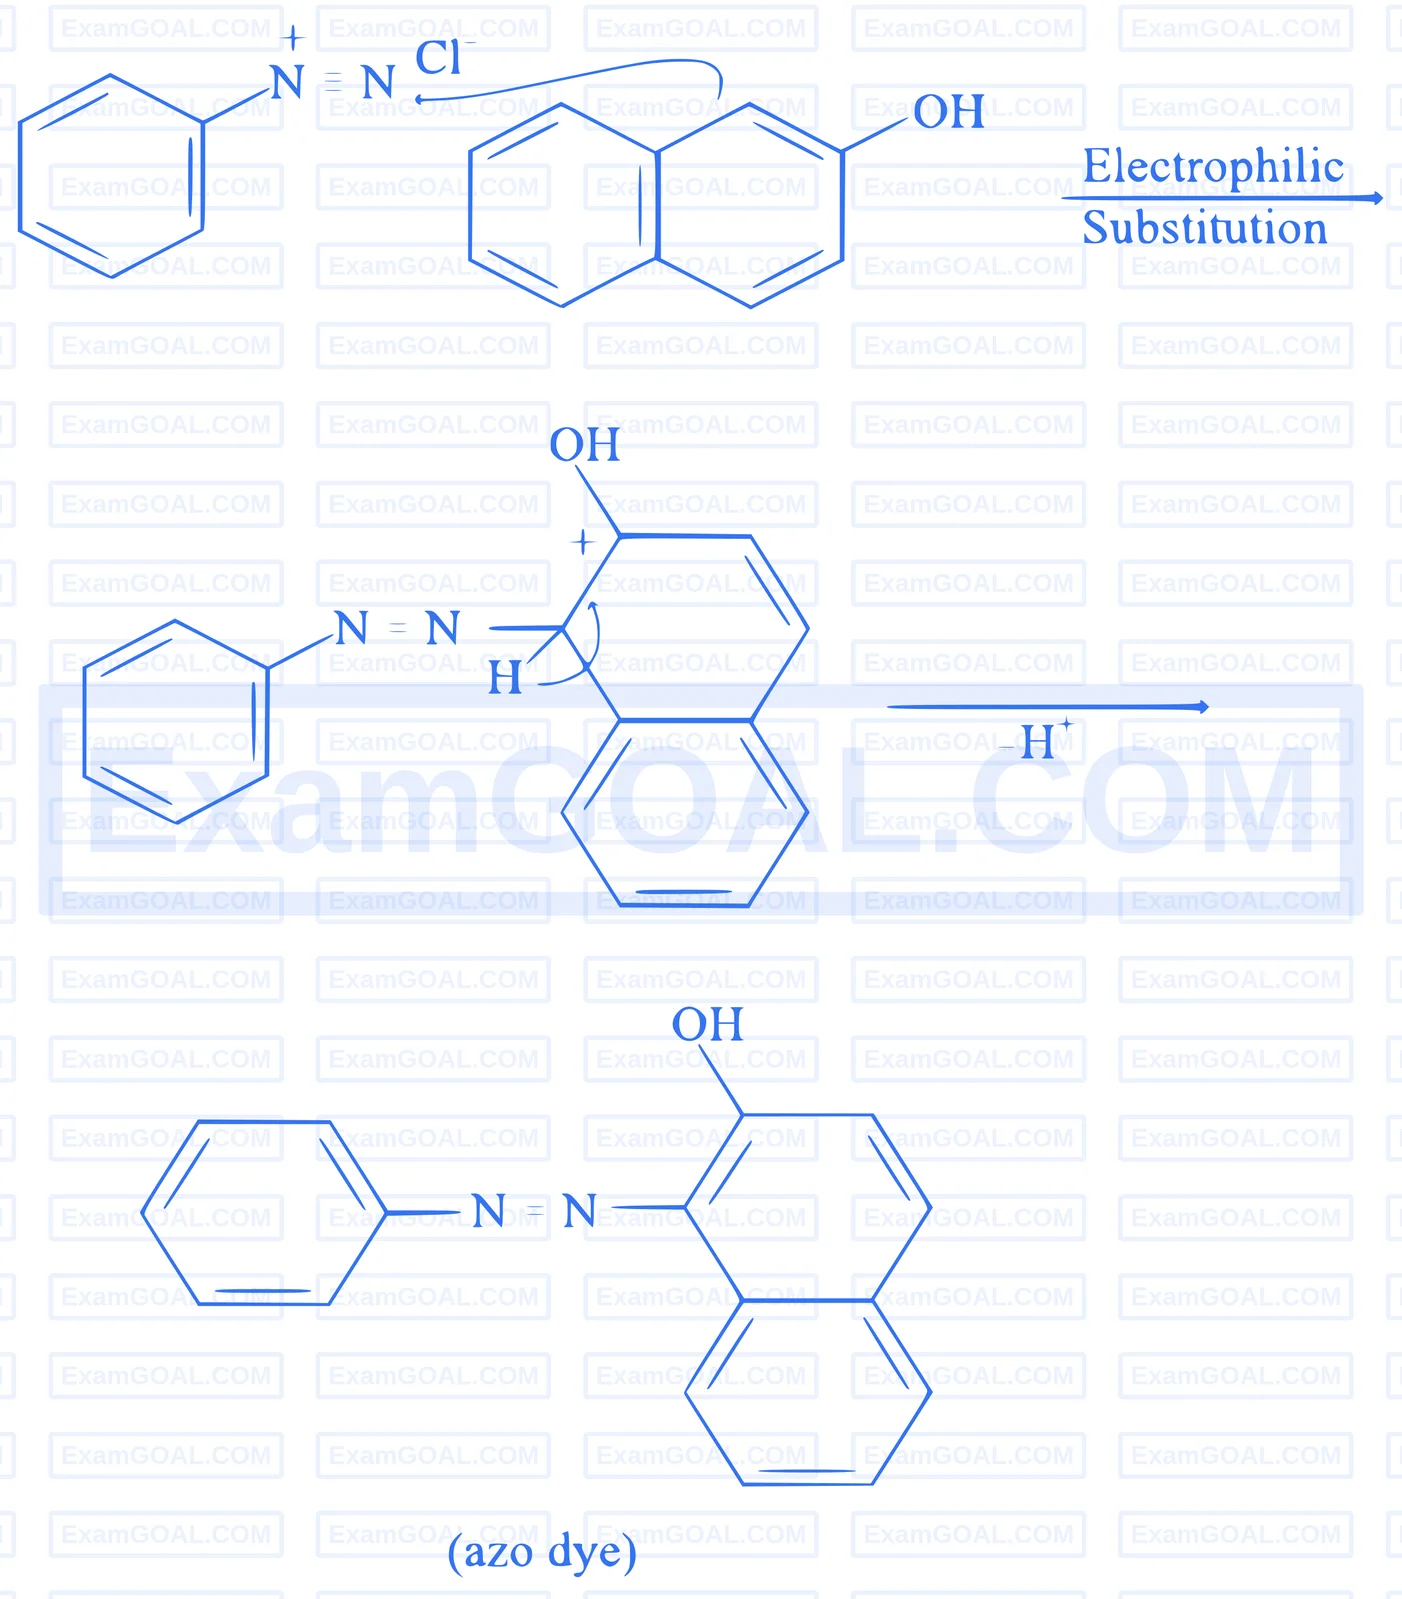 N⁺ ≡ N Cl⁻
OH
Electrophilic
Substitution
OH
+
N = N
H
–H⁺
ExamGOAL.COM
OH
N = N
(azo dye)